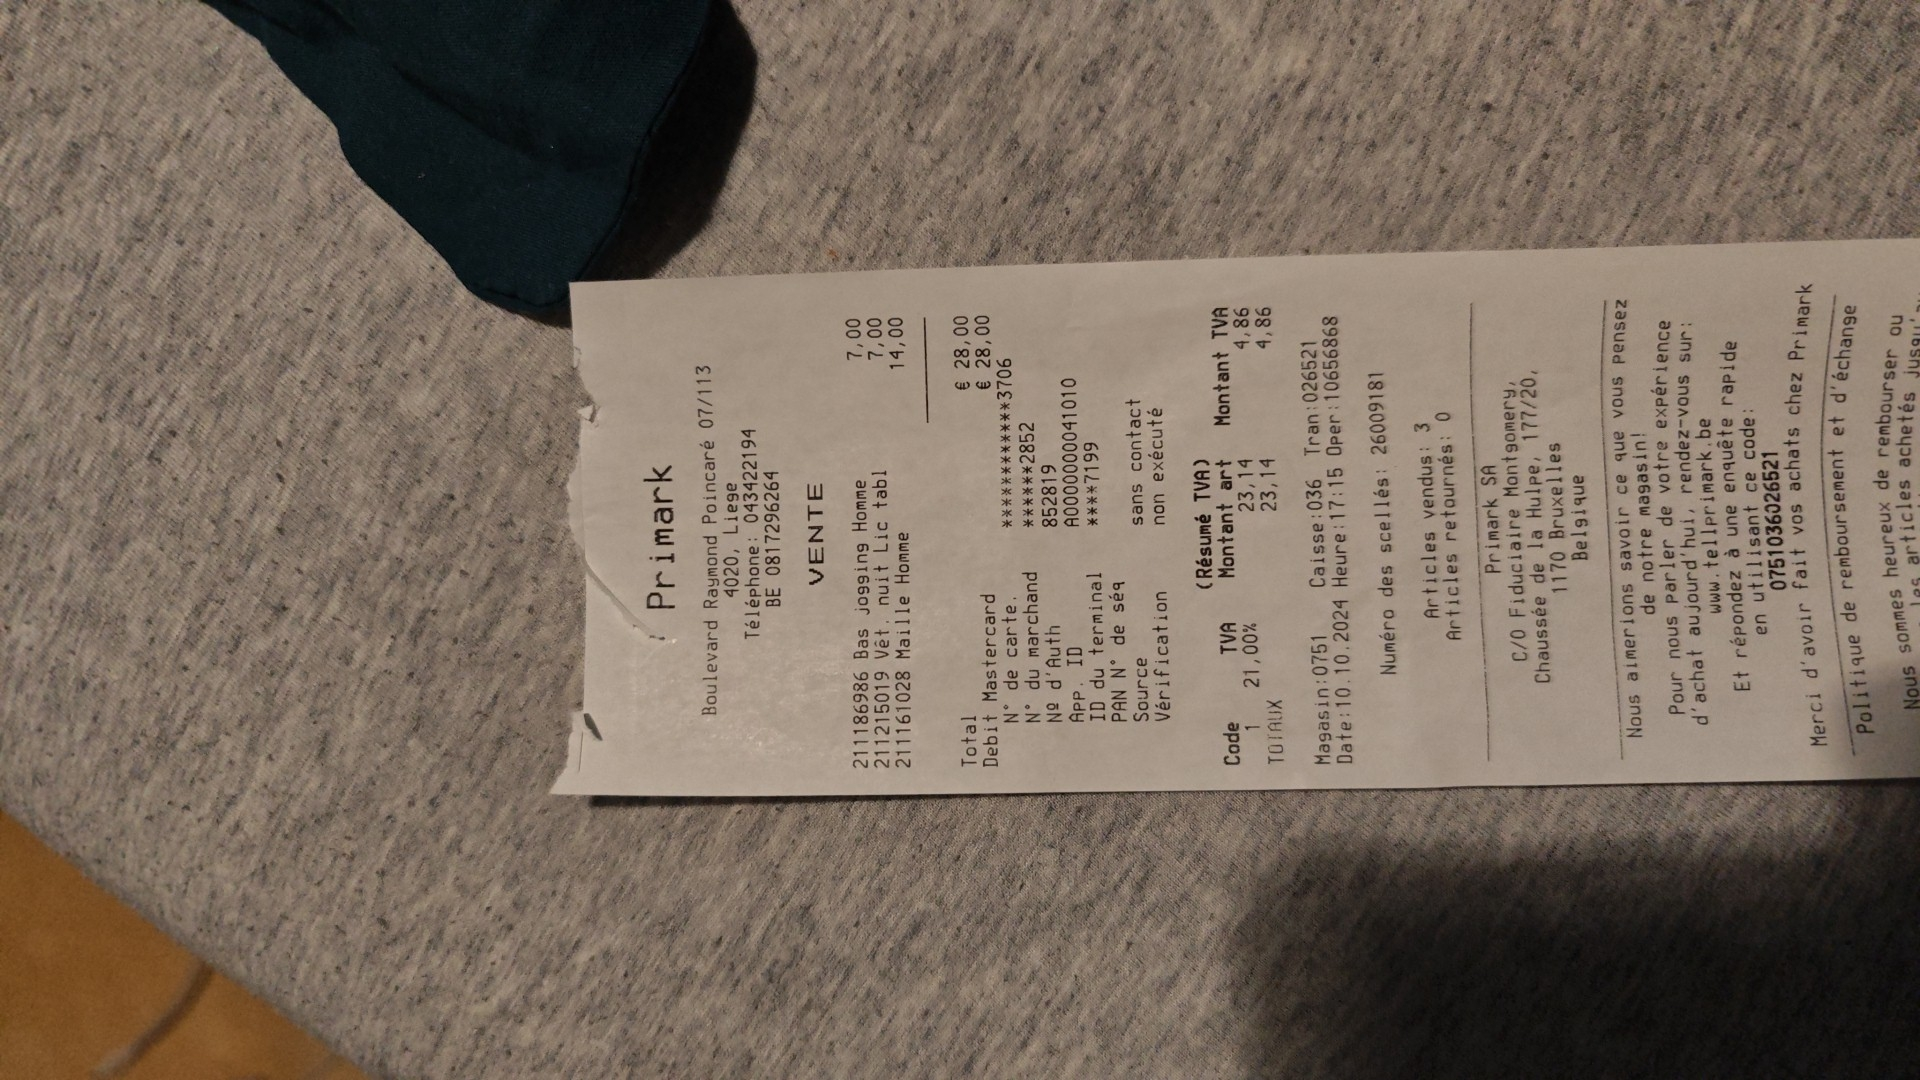 Primark
Boulevard Raymond Poincaré 07/113
4020, Liege
Téléphone: 043422194
BE 0817296264
VENTE
211186986 Bas jogging Homme 7,00
211215019 Vêt. nuit Lic tabl 7,00
211161028 Maille Homme 14,00
Total € 28,00
Debit Mastercard € 28,00
N° de carte. ************3706
N° du marchand ******2852
Nº d'Auth 852819
App. ID A0000000041010
ID du terminal ****7199
PAN N° de séq
Source sans contact
Vérification non exécuté
(Résumé TVA)
Code TVA Montant art Montant TVA
1 21,00% 23,14 4,86
TOTAUX 23,14 4,86
Magasin:0751 Caisse:036 Tran:026521
Date:10.10.2024 Heure:17:15 Oper:10656868
Numéro des scellés: 26009181
Articles vendus: 3
Articles retournés: 0
Primark SA
C/O Fiduciaire Montgomery,
Chaussée de la Hulpe, 177/20,
1170 Bruxelles
Belgique
Nous aimerions savoir ce que vous pensez
de notre magasin!
Pour nous parler de votre expérience
d'achat aujourd'hui, rendez-vous sur:
www.tellprimark.be
Et répondez à une enquête rapide
en utilisant ce code:
0751036026521
Merci d'avoir fait vos achats chez Primark
Politique de remboursement et d'échange
Nous sommes heureux de rembourser ou
les articles achetés jusqu'